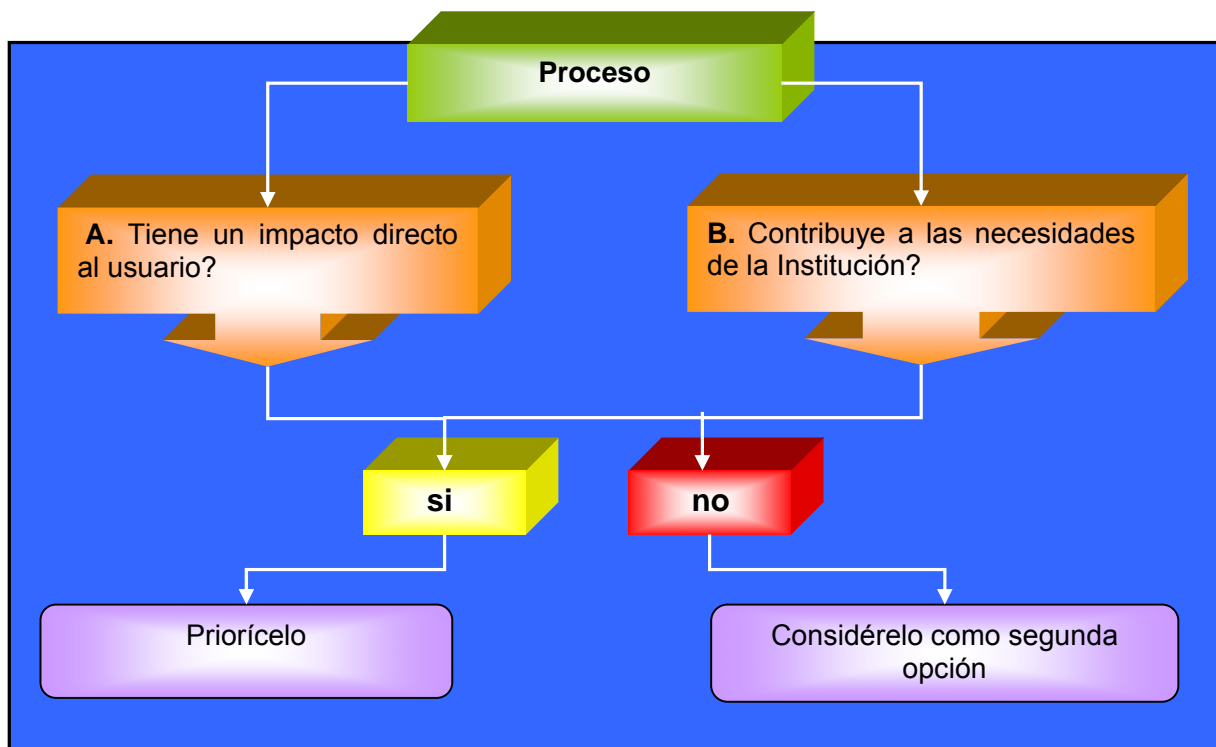 Proceso
A. Tiene un impacto directo
al usuario?
B. Contribuye a las necesidades
de la Institución?
si
no
Priorícelo
Considérelo como segunda
opción